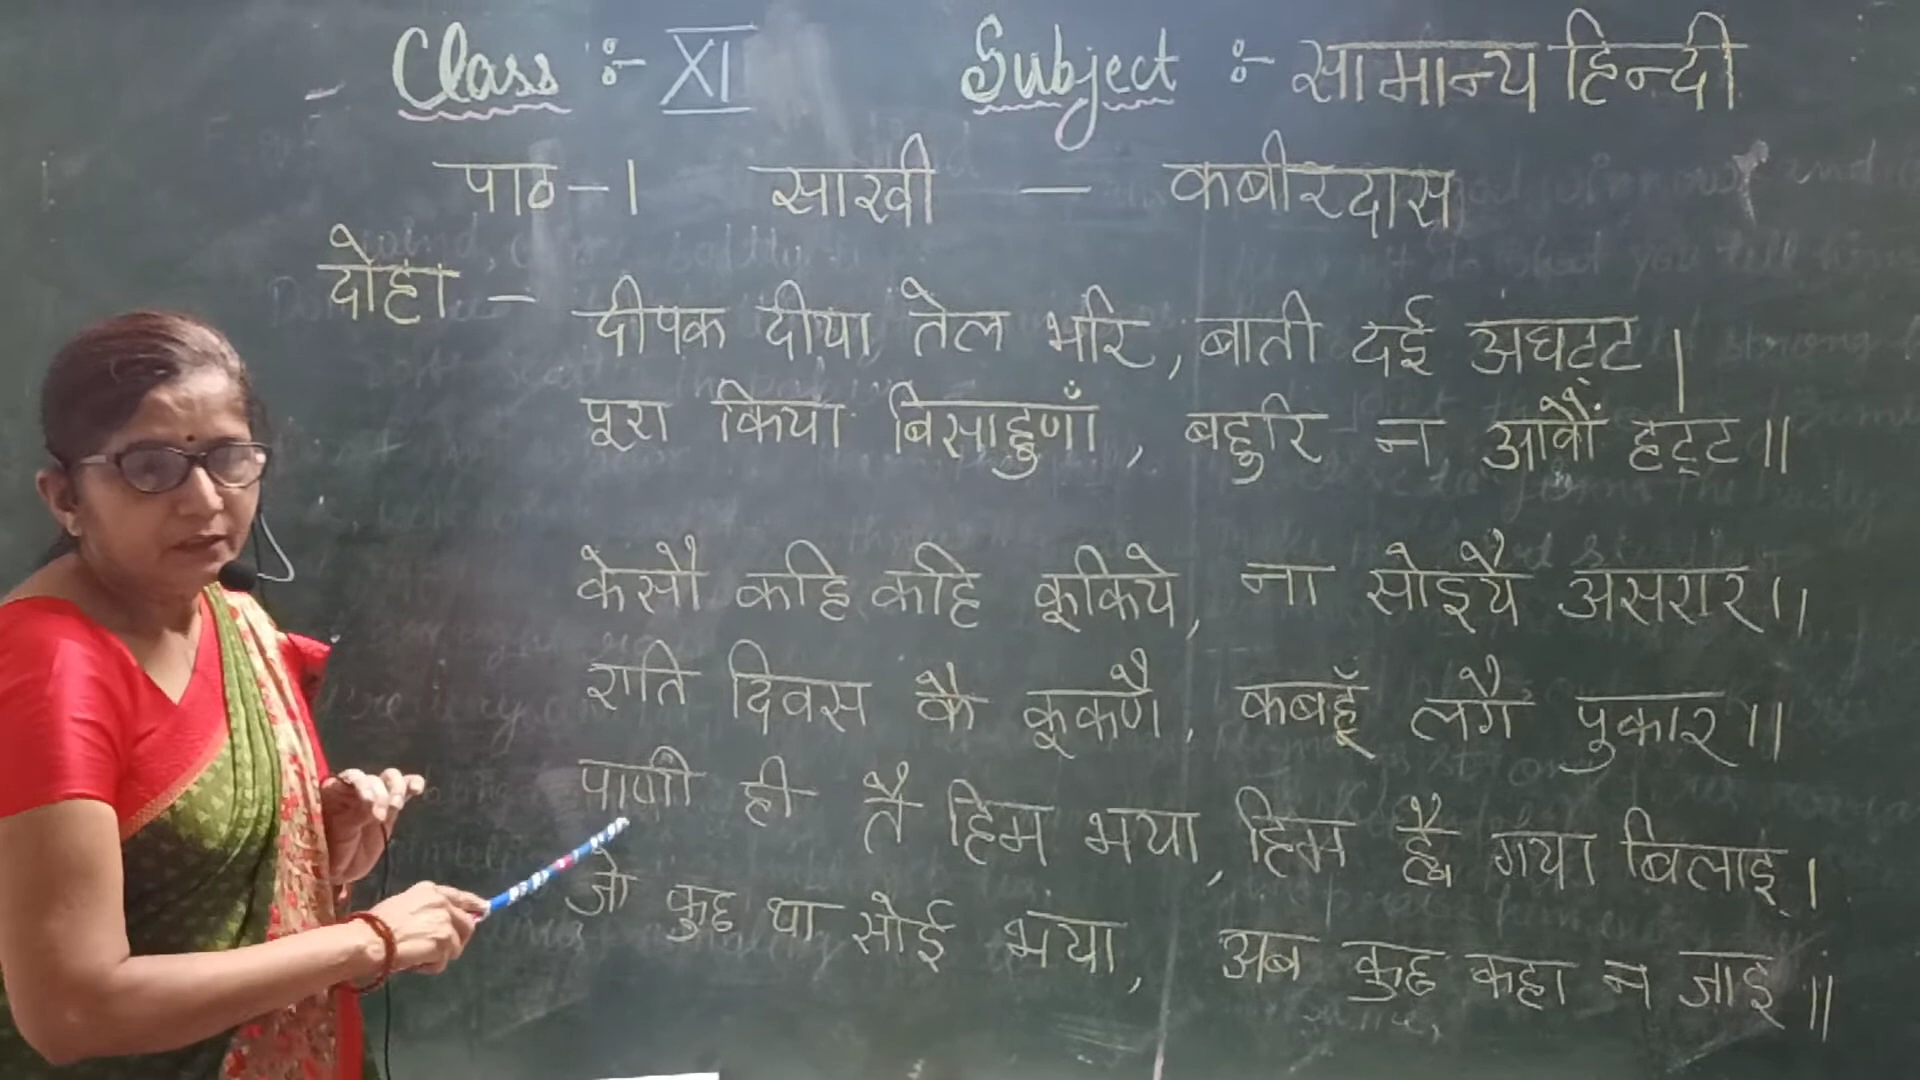 Class :- XI Subject :- सामान्य हिन्दी
पाठ - 1 साखी - कबीरदास
दोहा - दीपक दीया तेल भरि, बाती दई अघट्ट ।
पूरा किया बिसाहुणाँ, बहुरि न आवौं हट्ट ॥
केसौ कहि कहि कूकिये, ना सोइयै असरार ।।
राति दिवस कै कूकणै, कबहूँ लगै पुकार ।।
पाणी ही तै हिम भया, हिम ह्वै गया बिलाइ ।
जो कुछ था सोई भया, अब कुछ कहा न जाइ ॥